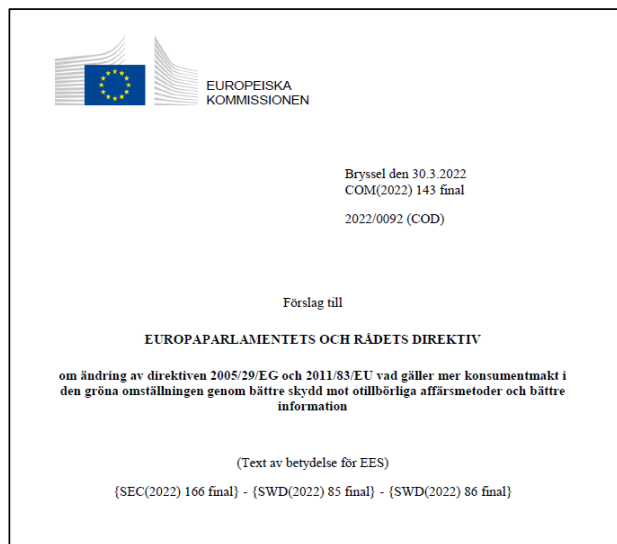 EUROPEISKA
KOMMISSIONEN
Bryssel den 30.3.2022
COM(2022) 143 final
2022/0092 (COD)
Förslag till
EUROPAPARLAMENTETS OCH RÅDETS DIREKTIV
om ändring av direktiven 2005/29/EG och 2011/83/EU vad gäller mer konsumentmakt i
den gröna omställningen genom bättre skydd mot otillbörliga affärsmetoder och bättre
information
(Text av betydelse för EES)
{SEC(2022) 166 final} - {SWD(2022) 85 final} - {SWD(2022) 86 final}